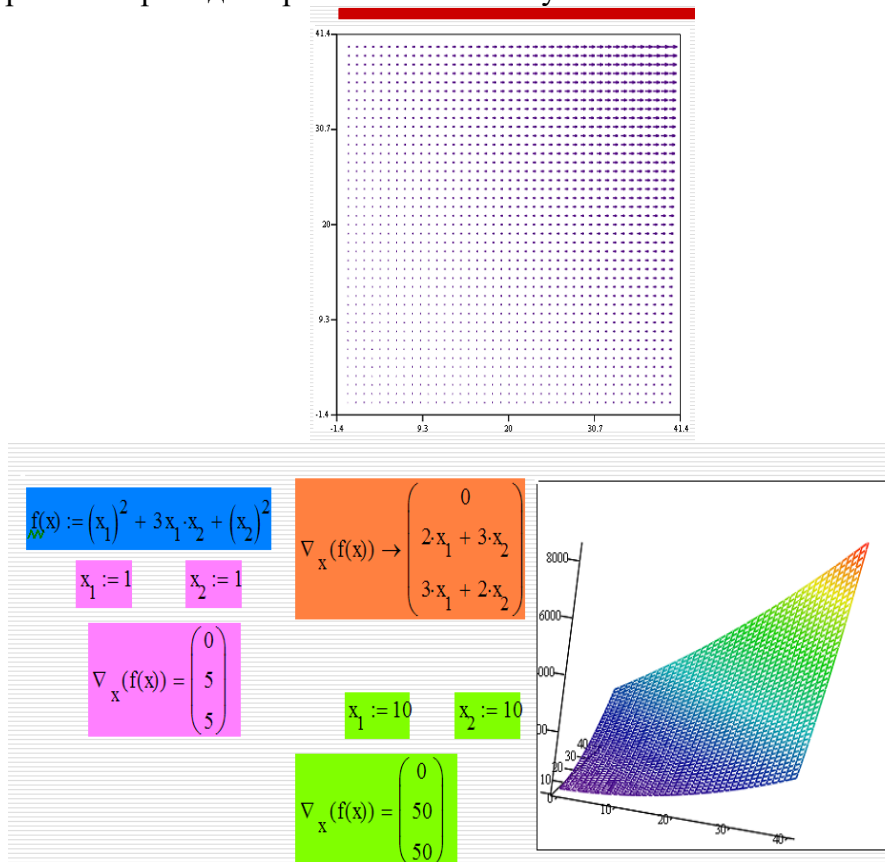 41.4
30.7
20
9.3
-1.4
-1.4 9.3 20 30.7 41.4
f(x) := (x₁)² + 3x₁·x₂ + (x₂)²
x₁ := 1 x₂ := 1
∇ₓ(f(x)) = (0 5 5)
∇ₓ(f(x)) → (0 2·x₁ + 3·x₂ 3·x₁ + 2·x₂)
x₁ := 10 x₂ := 10
∇ₓ(f(x)) = (0 50 50)
8000
6000
000
00
40
30
20
10
0
10
20
30
40